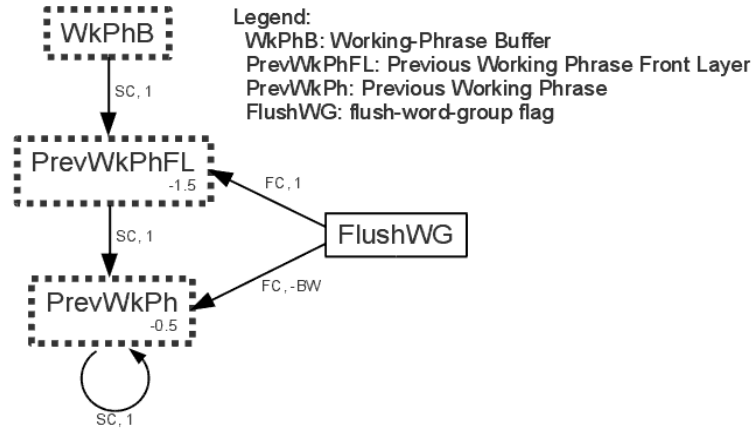 WkPhB
Legend:
WkPhB: Working-Phrase Buffer
PrevWkPhFL: Previous Working Phrase Front Layer
PrevWkPh: Previous Working Phrase
FlushWG: flush-word-group flag
SC, 1
PrevWkPhFL
-1.5
FC, 1
SC, 1
FlushWG
FC, -BW
PrevWkPh
-0.5
SC, 1